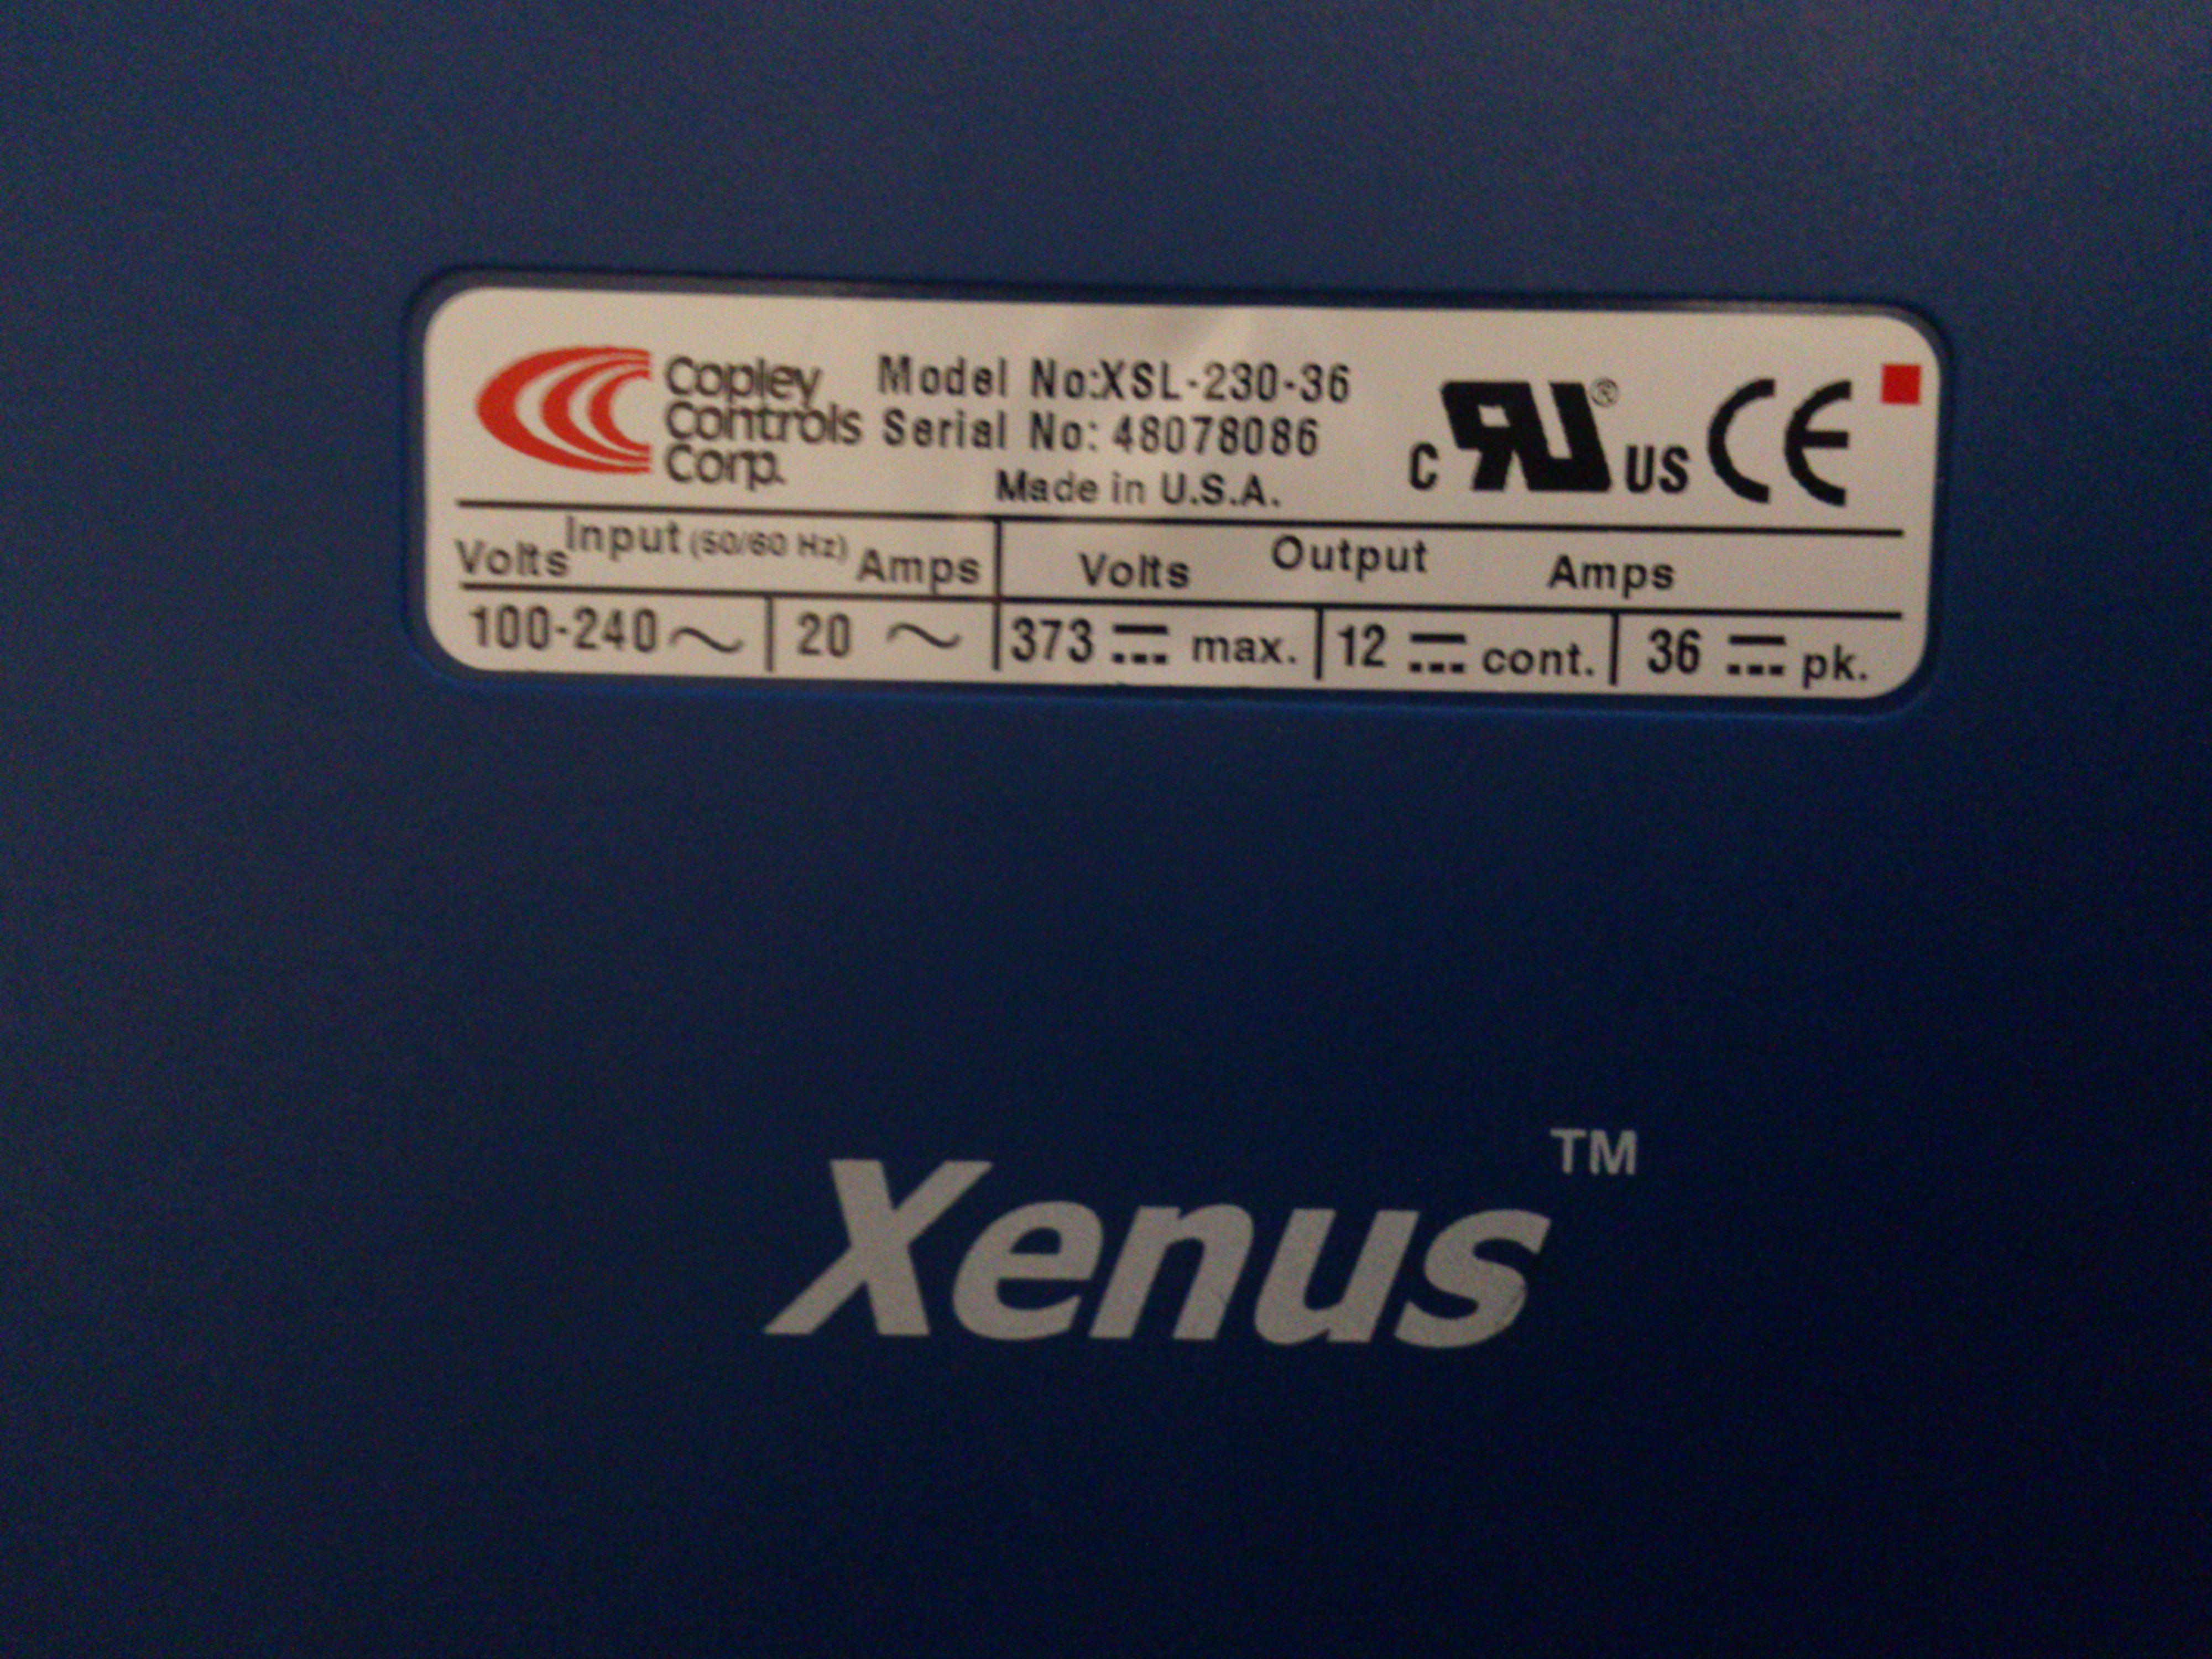 Copley
Controls
Corp.
Model No:XSL-230-36
Serial No: 48078086
Made in U.S.A.
C RU® US CE
Input (50/60 Hz)
Volts Amps
Output
Volts Amps
100-240 ~ 20 ~ 373 ⎓ max. 12 ⎓ cont. 36 ⎓ pk.
Xenus™